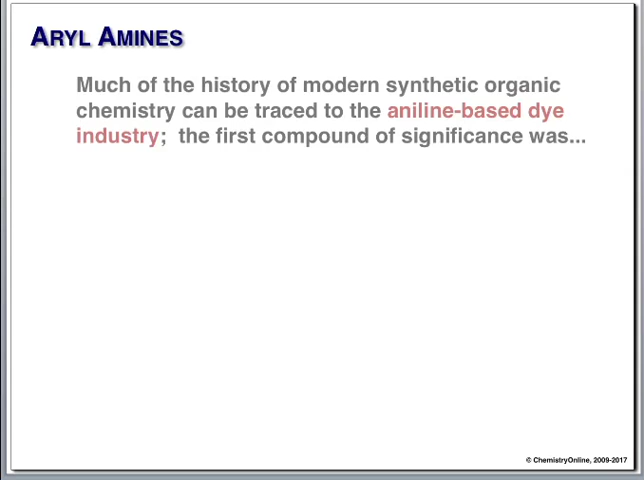 ARYL AMINES
Much of the history of modern synthetic organic
chemistry can be traced to the aniline-based dye
industry;  the first compound of significance was...
© ChemistryOnline, 2009-2017